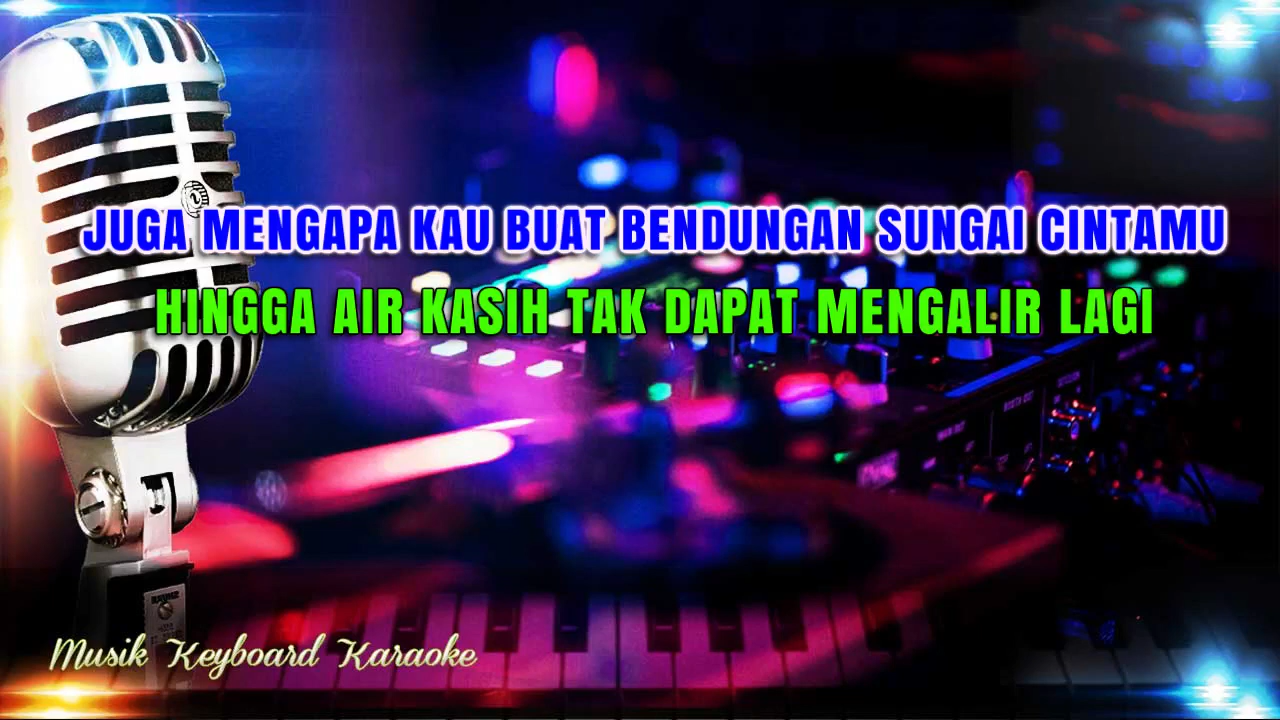 JUGA MENGAPA KAU BUAT BENDUNGAN SUNGAI CINTAMU
HINGGA AIR KASIH TAK DAPAT MENGALIR LAGI
Musik Keyboard Karaoke